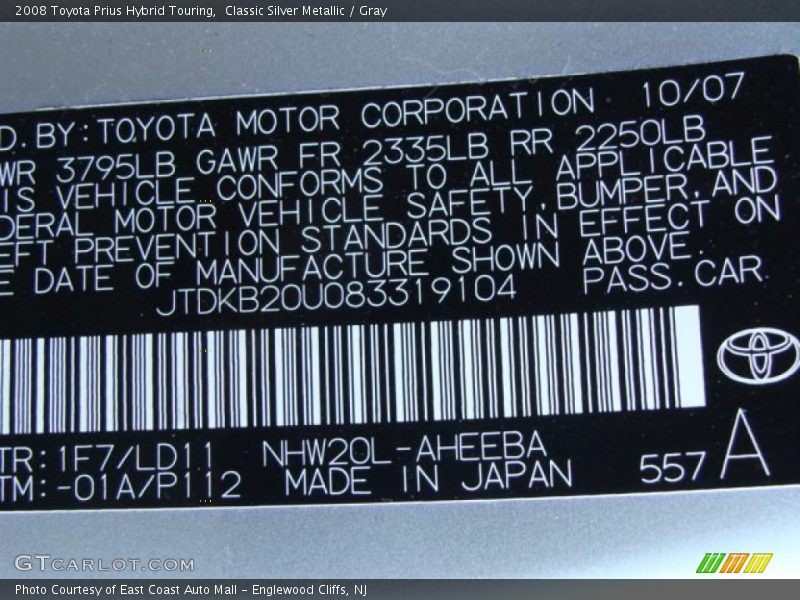 2008 Toyota Prius Hybrid Touring,  Classic Silver Metallic / Gray
D. BY: TOYOTA MOTOR CORPORATION 10/07
WR 3795LB GAWR FR 2335LB RR 2250LB
IS VEHICLE CONFORMS TO ALL APPLICABLE
DERAL MOTOR VEHICLE SAFETY, BUMPER, AND
EFT PREVENTION STANDARDS IN EFFECT ON
E DATE OF MANUFACTURE SHOWN ABOVE.
JTDKB20U083319104 PASS. CAR
TR: 1F7/LD11 NHW20L-AHEEBA
TM: -01A/P112 MADE IN JAPAN 557 A
GTCARLOT.COM
Photo Courtesy of East Coast Auto Mall - Englewood Cliffs, NJ